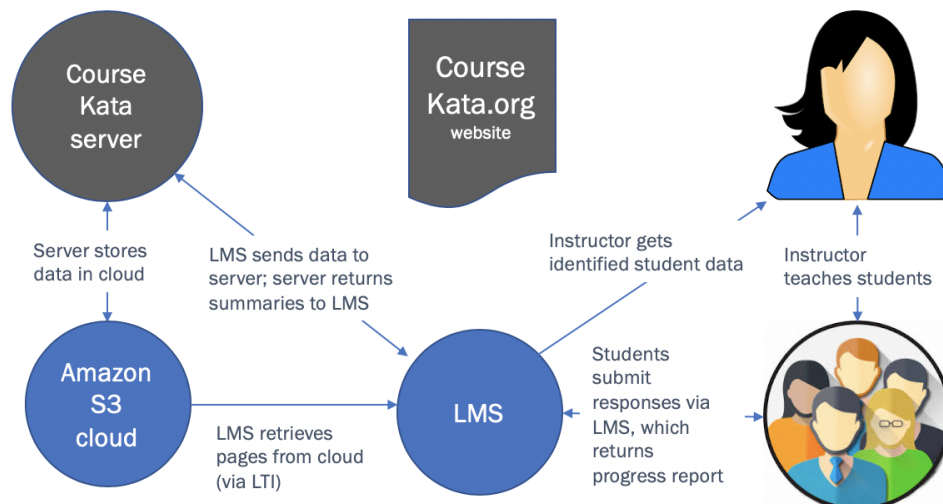 Course
Kata
server
Course
Kata.org
website
Server stores
data in cloud
LMS sends data to
server; server returns
summaries to LMS
Instructor gets
identified student data
Instructor
teaches students
Amazon
S3
cloud
LMS retrieves
pages from cloud
(via LTI)
LMS
Students
submit
responses via
LMS, which
returns
progress report